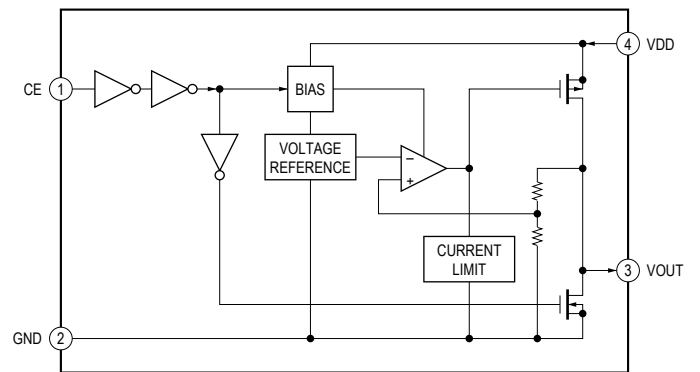 4 VDD
CE 1
BIAS
VOLTAGE
REFERENCE
−
+
CURRENT
LIMIT
3 VOUT
GND 2